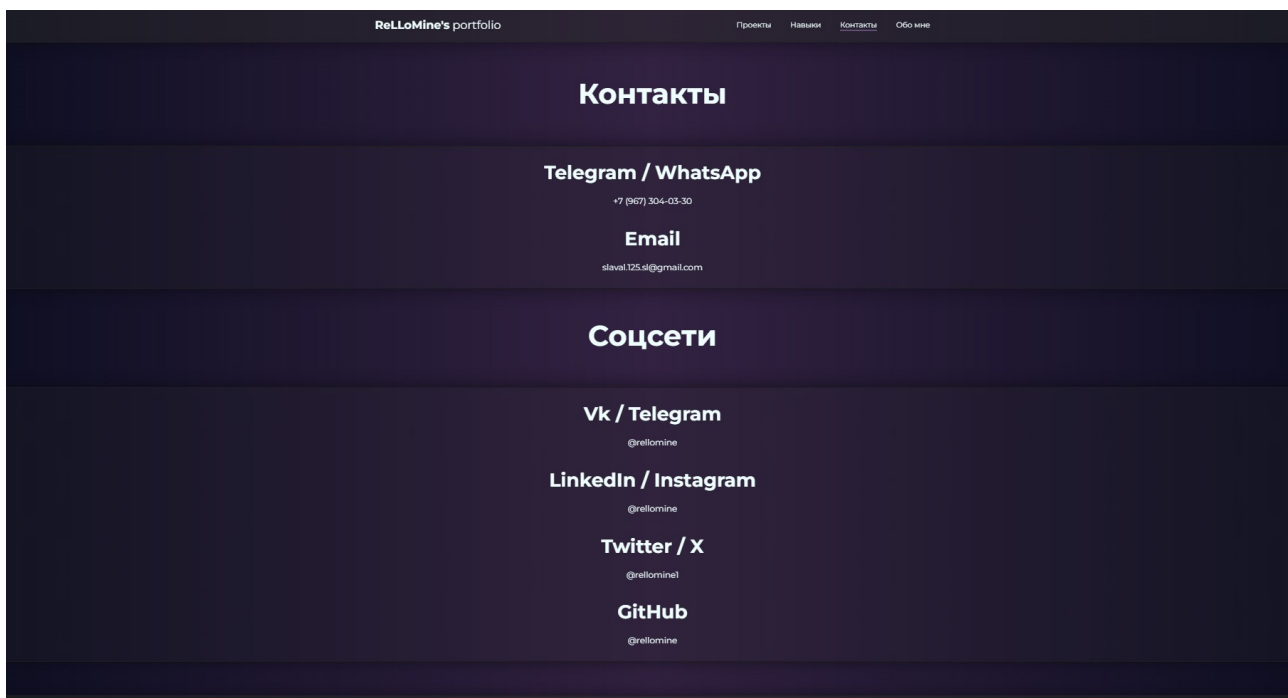 ReLLoMine's portfolio
Проекты Навыки Контакты Обо мне
Контакты
Telegram / WhatsApp
+7 (967) 304-03-30
Email
slaval.125.sl@gmail.com
Соцсети
Vk / Telegram
@rellomine
LinkedIn / Instagram
@rellomine
Twitter / X
@rellomine1
GitHub
@rellomine